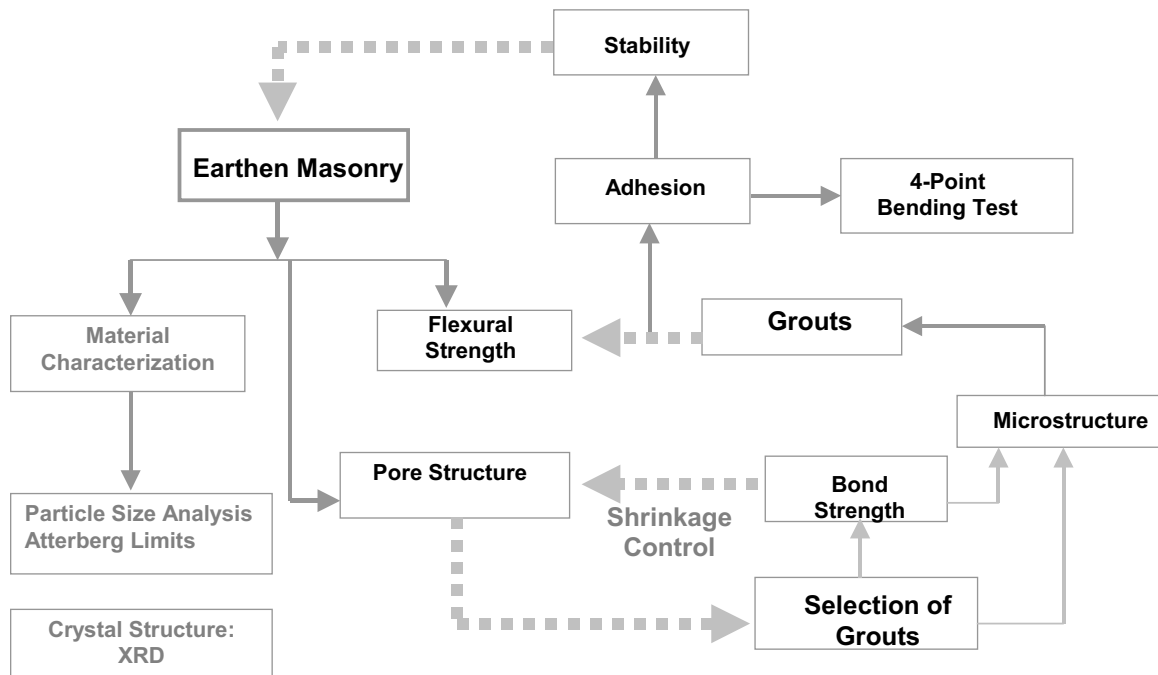 Stability
Earthen Masonry
Adhesion
4-Point
Bending Test
Material
Characterization
Flexural
Strength
Grouts
Microstructure
Pore Structure
Bond
Strength
Shrinkage
Control
Particle Size Analysis
Atterberg Limits
Selection of
Grouts
Crystal Structure:
XRD